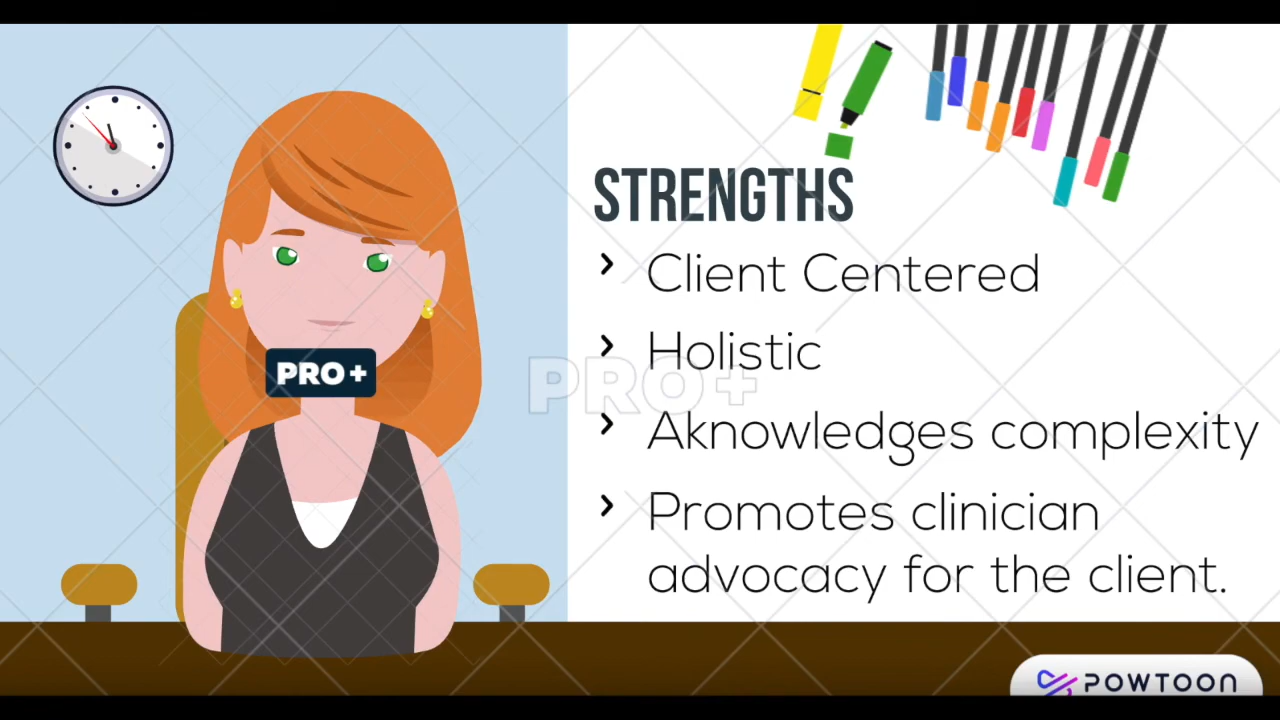 STRENGTHS
Client Centered
Holistic
PRO+
PRO+
Aknowledges complexity
Promotes clinician
advocacy for the client.
POWTOON